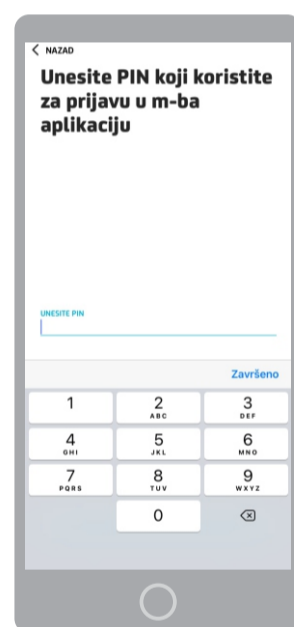 NAZAD
Unesite PIN koji koristite
za prijavu u m-ba
aplikaciju
UNESITE PIN
Završeno
1 2 3
ABC DEF
4 5 6
GHI JKL MNO
7 8 9
PQRS TUV WXYZ
0